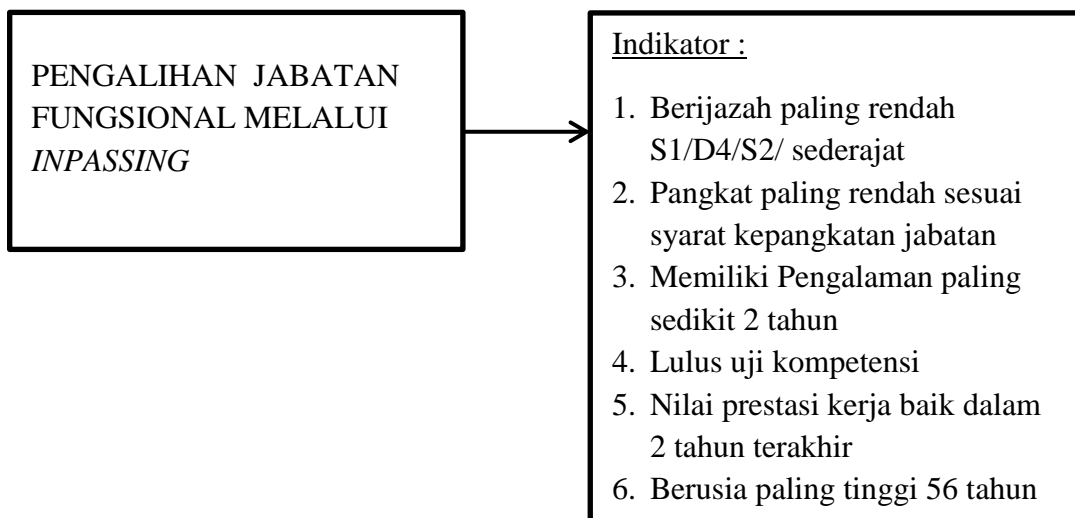 PENGALIHAN JABATAN
FUNGSIONAL MELALUI
INPASSING
Indikator :
1. Berijazah paling rendah
S1/D4/S2/ sederajat
2. Pangkat paling rendah sesuai
syarat kepangkatan jabatan
3. Memiliki Pengalaman paling
sedikit 2 tahun
4. Lulus uji kompetensi
5. Nilai prestasi kerja baik dalam
2 tahun terakhir
6. Berusia paling tinggi 56 tahun